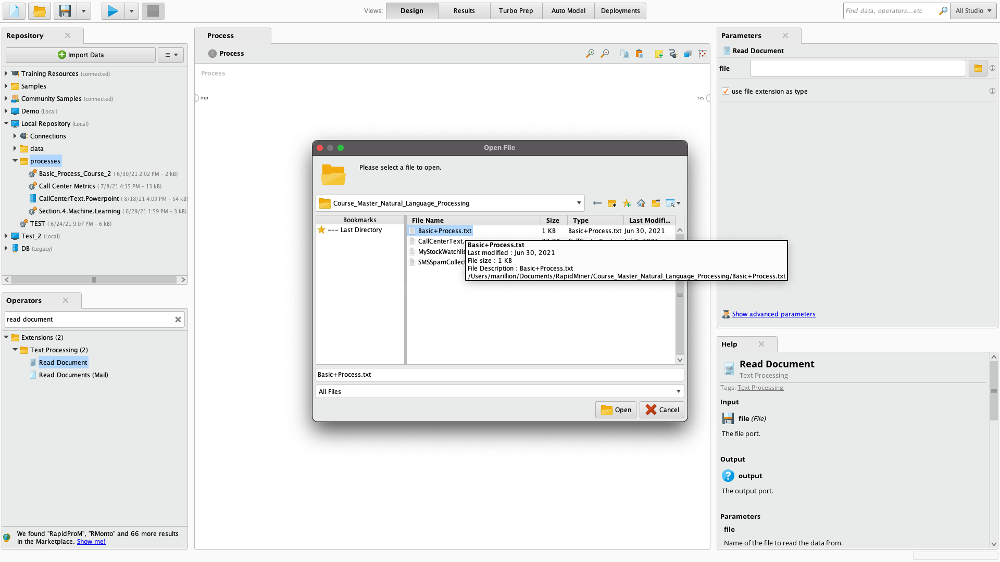 Views:
Design
Results
Turbo Prep
Auto Model
Deployments
Find data, operators...etc
All Studio
Repository
Import Data
Training Resources (connected)
Samples
Community Samples (connected)
Demo (Local)
Local Repository (Local)
Connections
data
processes
Basic_Process_Course_2 ( 6/30/21 2:02 PM – 2 kB)
Call Center Metrics ( 7/8/21 4:15 PM – 13 kB)
CallCenterText.Powerpoint ( 8/18/21 4:09 PM – 54 kB)
Section.4.Machine.Learning ( 6/29/21 1:59 PM – 3 kB)
TEST ( 6/24/21 9:07 PM – 6 kB)
Test_2 (Local)
DB (Legacy)
Operators
read document
Extensions (2)
Text Processing (2)
Read Document
Read Documents (Mail)
We found "RapidProM", "RMonto" and 66 more results
in the Marketplace. Show me!
Process
Process
Process
inp
res
Open File
Please select a file to open.
Course_Master_Natural_Language_Processing
Bookmarks
--- Last Directory
File Name Size Type Last Modifi...
Basic+Process.txt 1 KB Basic+Process.txt Jun 30, 2021
CallCenterText.
MyStockWatchlis
SMSSpamCollect
Basic+Process.txt
Last modified : Jun 30, 2021
File size : 1 KB
File Description : Basic+Process.txt
/Users/marillion/Documents/RapidMiner/Course_Master_Natural_Language_Processing/Basic+Process.txt
Basic+Process.txt
All Files
Open
Cancel
Parameters
Read Document
file
use file extension as type
Show advanced parameters
Help
Read Document
Text Processing
Tags: Text Processing
Input
file (File)
The file port.
Output
output
The output port.
Parameters
file
Name of the file to read the data from.